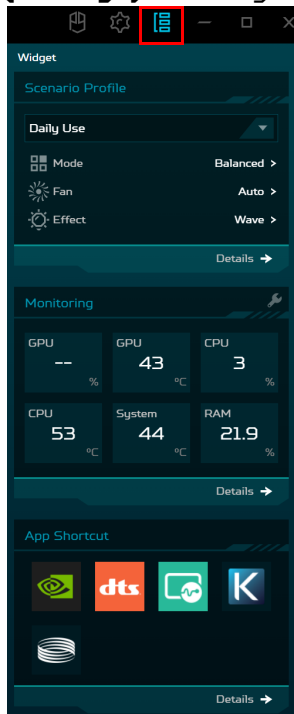 Widget
Scenario Profile
Daily Use
Mode Balanced >
Fan Auto >
Effect Wave >
Details →
Monitoring
GPU GPU CPU
-- 43 3
% °C %
CPU System RAM
53 44 21.9
°C °C %
Details →
App Shortcut
dts K
Details →